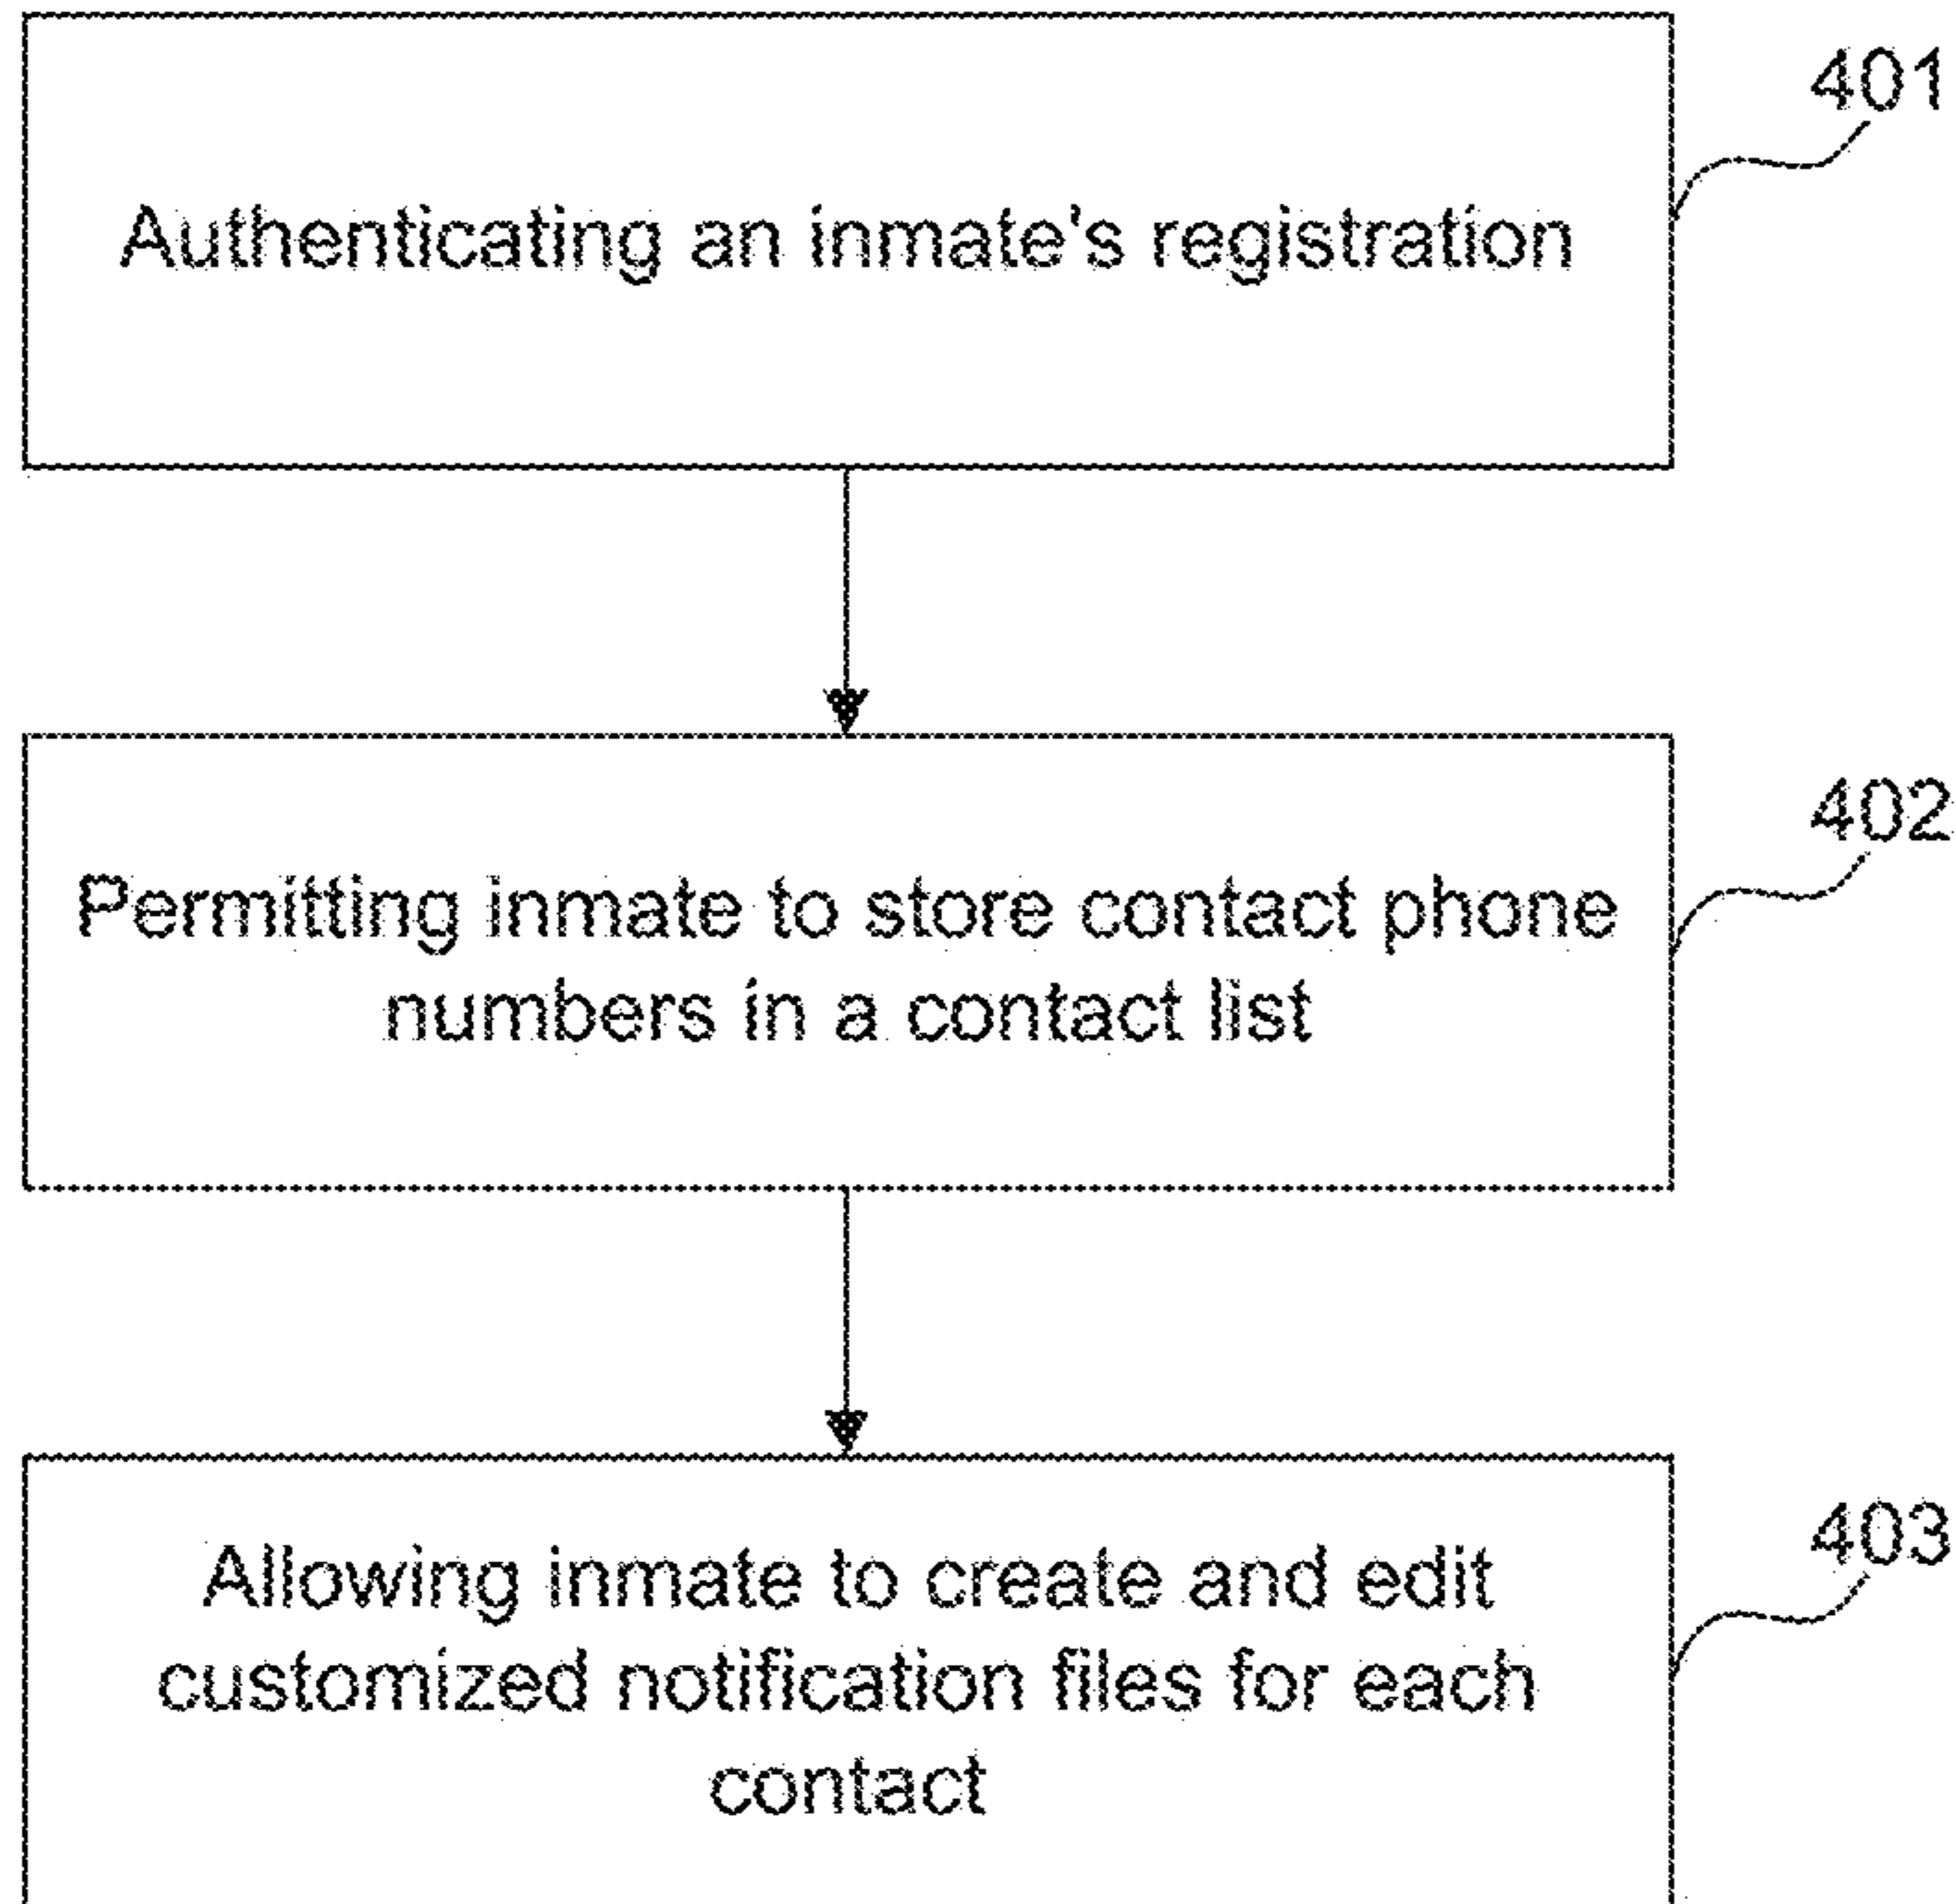 401
Authenticating an inmate's registration
402
Permitting inmate to store contact phone
numbers in a contact list
403
Allowing inmate to create and edit
customized notification files for each
contact